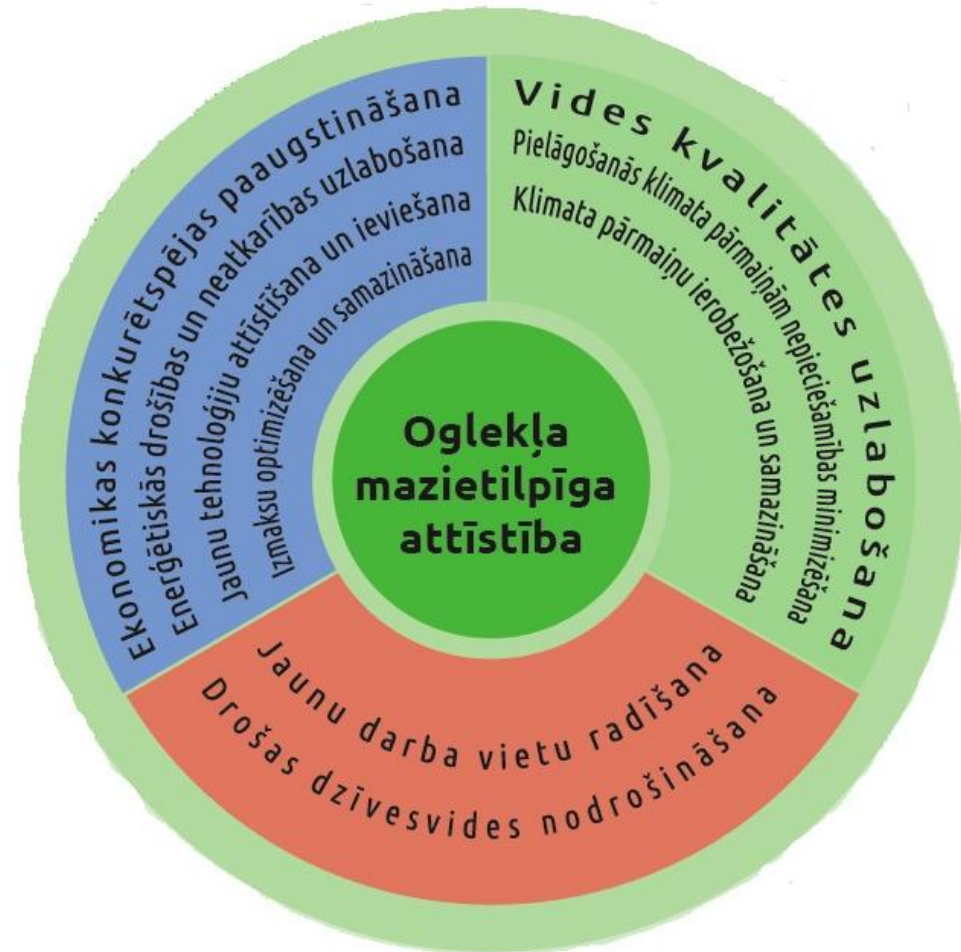 Ekonomikas konkurētspējas paaugstināšana
Enerģētiskās drošības un neatkarības uzlabošana
Jaunu tehnoloģiju attīstīšana un ieviešana
Izmaksu optimizēšana un samazināšana
Vides kvalitātes uzlabošana
Pielāgošanās klimata pārmaiņām nepieciešamības minimizēšana
Klimata pārmaiņu ierobežošana un samazināšana
Oglekļa
mazietilpīga
attīstība
Jaunu darba vietu radīšana
Drošas dzīvesvides nodrošināšana